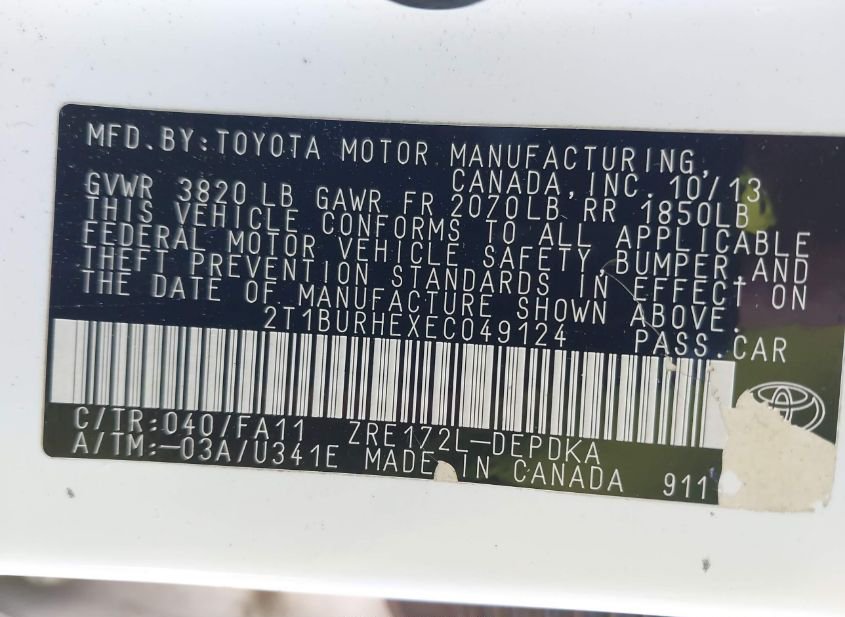 MFD.BY:TOYOTA MOTOR MANUFACTURING,
CANADA,INC. 10/13
GVWR 3820 LB GAWR FR 2070LB RR 1850LB
THIS VEHICLE CONFORMS TO ALL APPLICABLE
FEDERAL MOTOR VEHICLE SAFETY,BUMPER,AND
THEFT PREVENTION STANDARDS IN EFFECT ON
THE DATE OF MANUFACTURE SHOWN ABOVE.
2T1BURHEXEC049124 PASS.CAR
C/TR:040/FA11 ZRE172L-DEPDKA
A/TM:-03A/U341E MADE IN CANADA 911